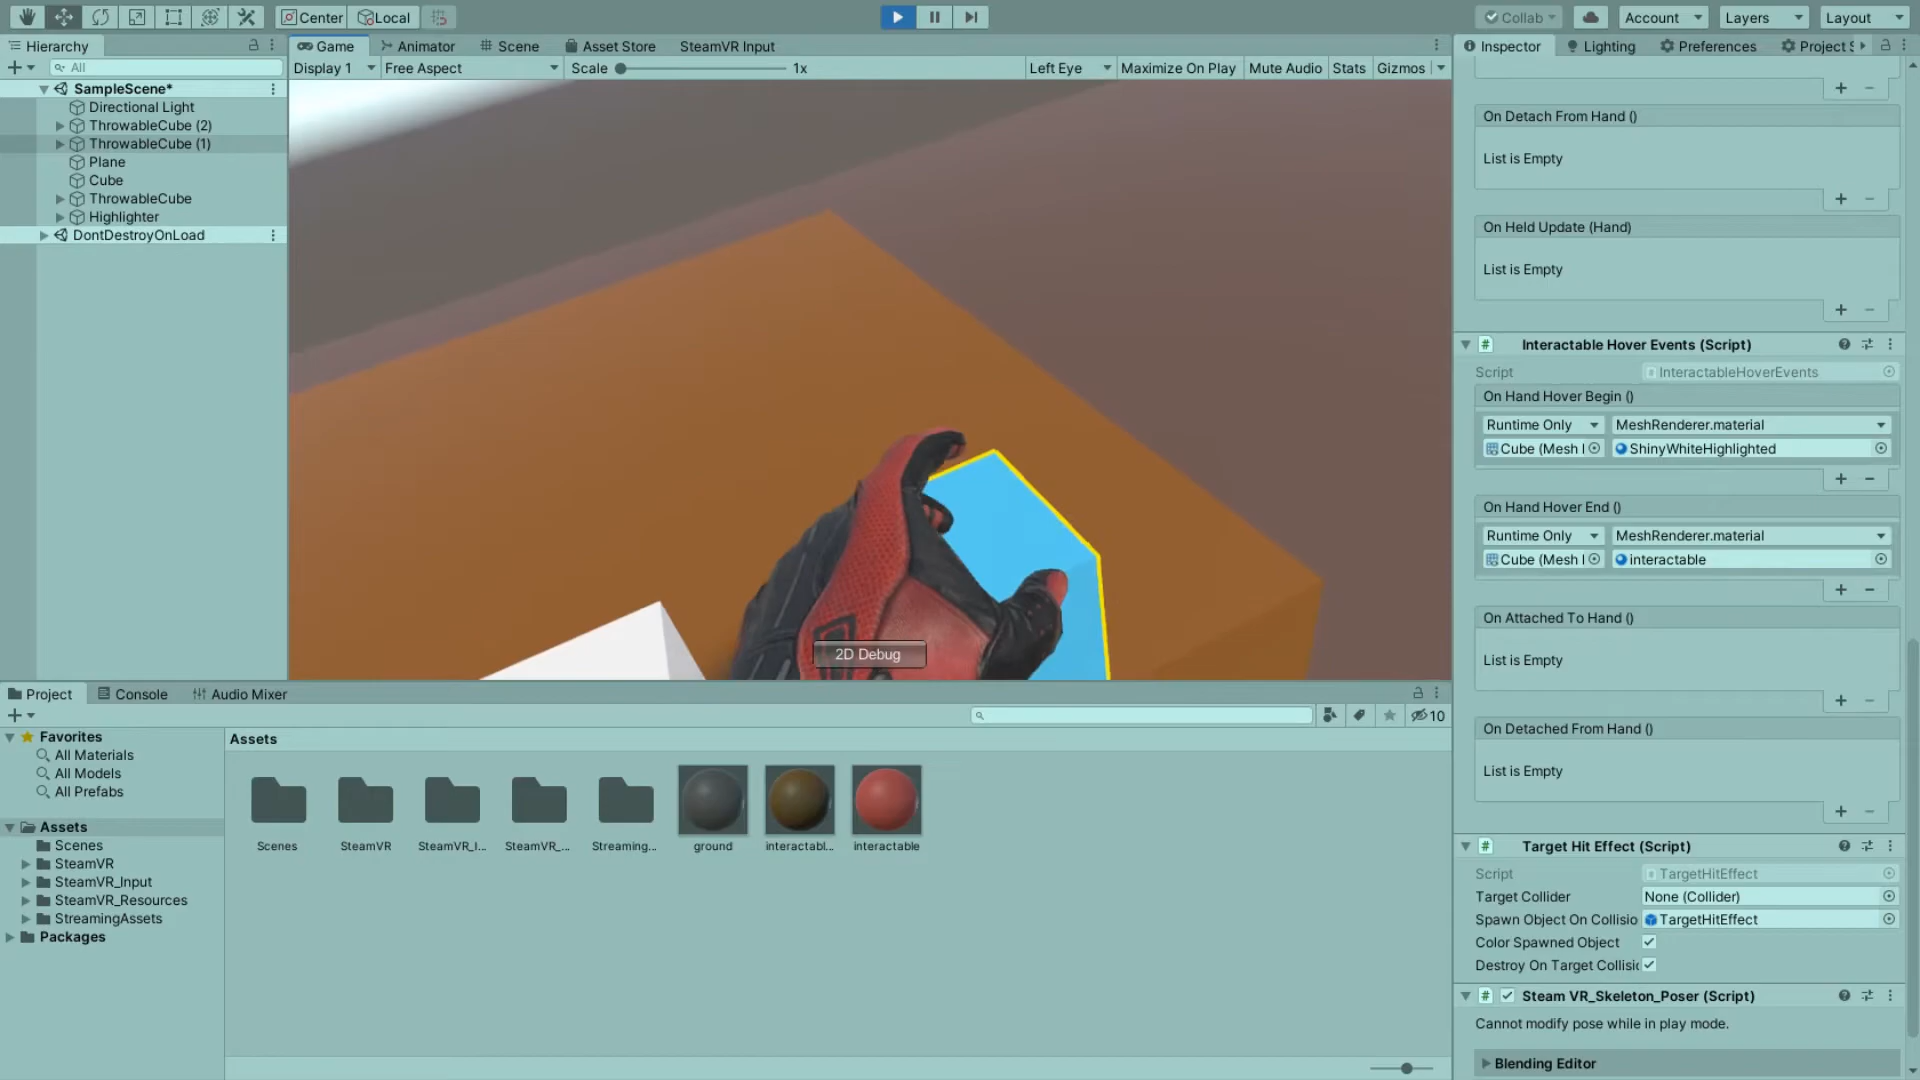 Center
Local
Collab
Account
Layers
Layout
Hierarchy
Game
Animator
Scene
Asset Store
SteamVR Input
Inspector
Lighting
Preferences
Project S
All
Display 1
Free Aspect
Scale
1x
Left Eye
Maximize On Play
Mute Audio
Stats
Gizmos
SampleScene*
Directional Light
ThrowableCube (2)
ThrowableCube (1)
Plane
Cube
ThrowableCube
Highlighter
DontDestroyOnLoad
2D Debug
On Detach From Hand ()
List is Empty
On Held Update (Hand)
List is Empty
# Interactable Hover Events (Script)
Script
InteractableHoverEvents
On Hand Hover Begin ()
Runtime Only
MeshRenderer.material
Cube (Mesh I
ShinyWhiteHighlighted
On Hand Hover End ()
Runtime Only
MeshRenderer.material
Cube (Mesh I
interactable
On Attached To Hand ()
List is Empty
On Detached From Hand ()
List is Empty
# Target Hit Effect (Script)
Script
TargetHitEffect
Target Collider
None (Collider)
Spawn Object On Collisio
TargetHitEffect
Color Spawned Object
Destroy On Target Collisic
# Steam VR_Skeleton_Poser (Script)
Cannot modify pose while in play mode.
Blending Editor
Project
Console
Audio Mixer
10
Favorites
All Materials
All Models
All Prefabs
Assets
Scenes
SteamVR
SteamVR_Input
SteamVR_Resources
StreamingAssets
Packages
Assets
Scenes
SteamVR
SteamVR_I...
SteamVR_...
Streaming...
ground
interactabl...
interactable